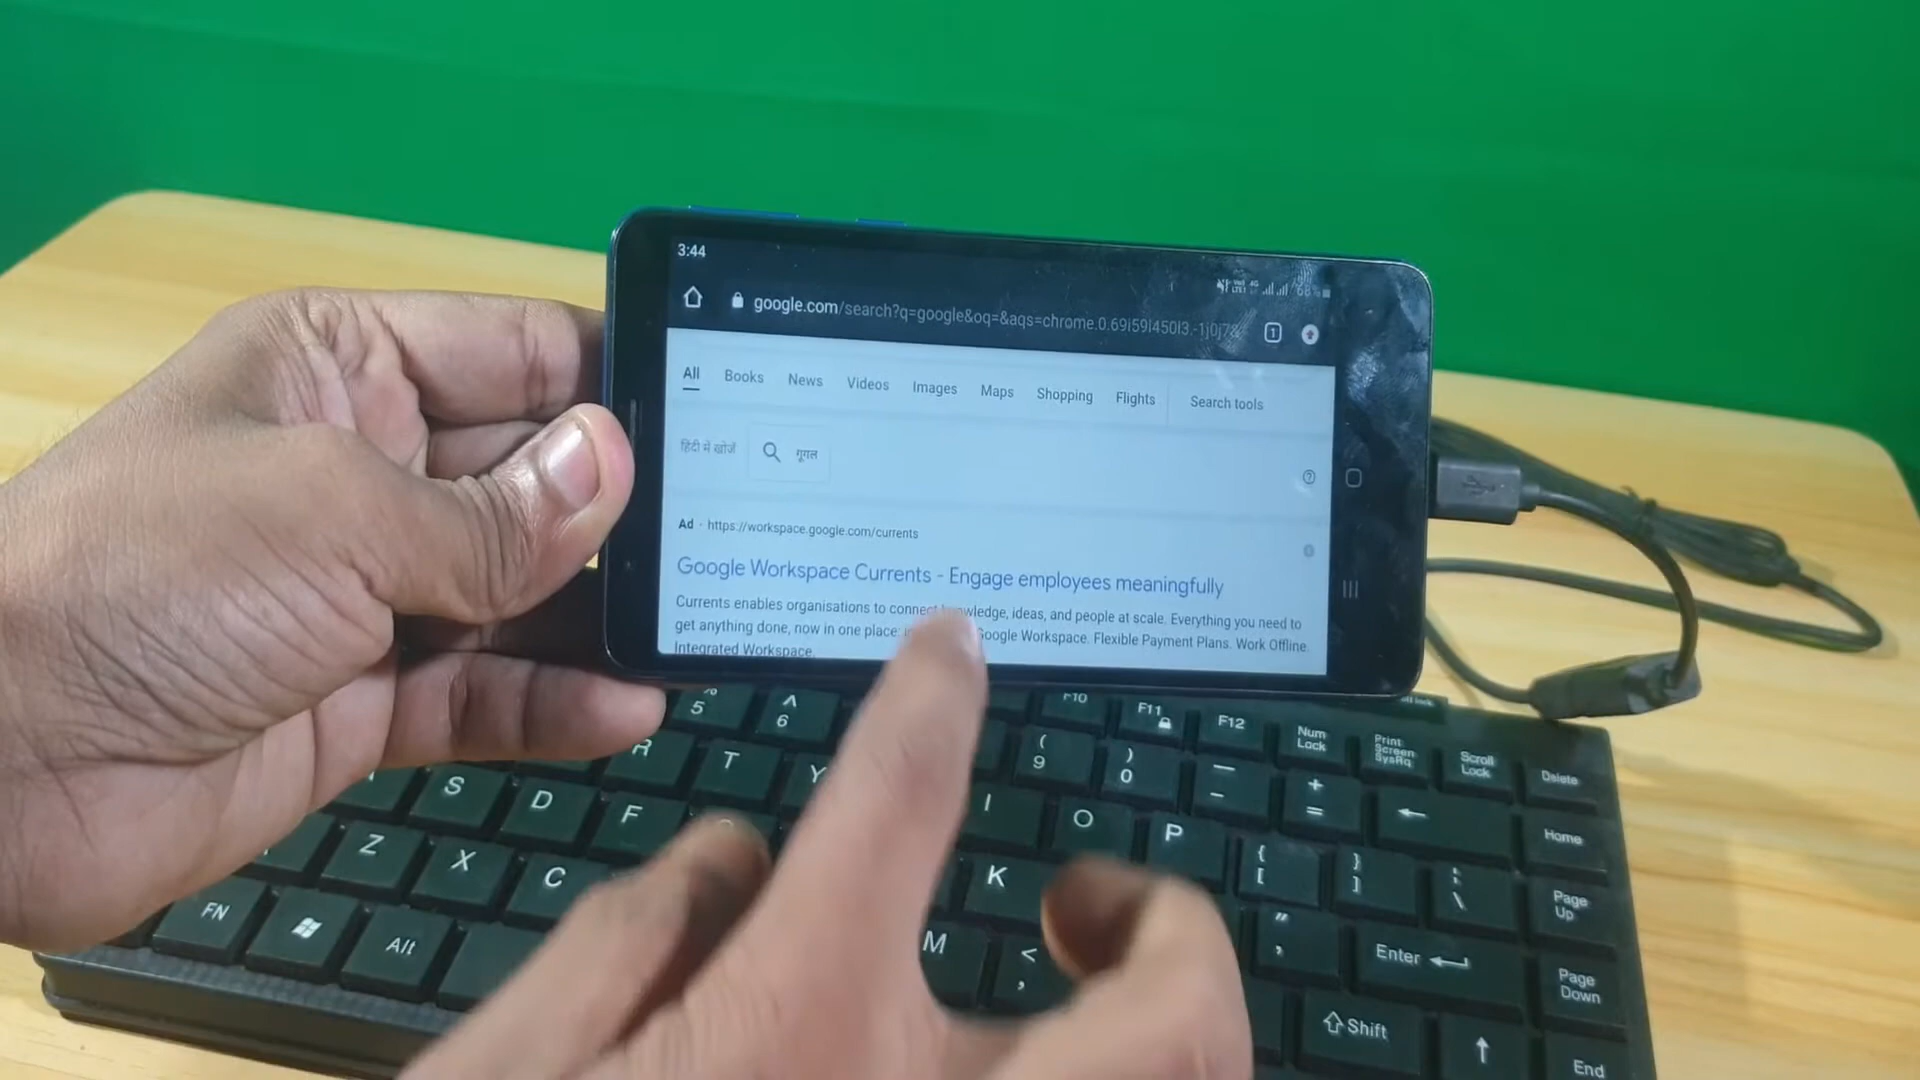 3:44
google.com/search?q=google&oq=&aqs=chrome.0.69i59l450l3.-1j0j7&
1
All Books News Videos Images Maps Shopping Flights Search tools
हिंदी में खोजें गूगल
Ad · https://workspace.google.com/currents
Google Workspace Currents - Engage employees meaningfully
Currents enables organisations to connect knowledge, ideas, and people at scale. Everything you need to
get anything done, now in one place: Google Workspace. Flexible Payment Plans. Work Offline.
Integrated Workspace.
F10 F11 F12 Num Lock Print Screen SysRq Scroll Lock Delete
% 5 ^ 6 ( 9 ) 0 — - + = ← Home
R T Y I O P { [ } ] \ Page Up
S D F K " ' Enter Page Down
Z X C M < , Shift ↑ End
FN Alt